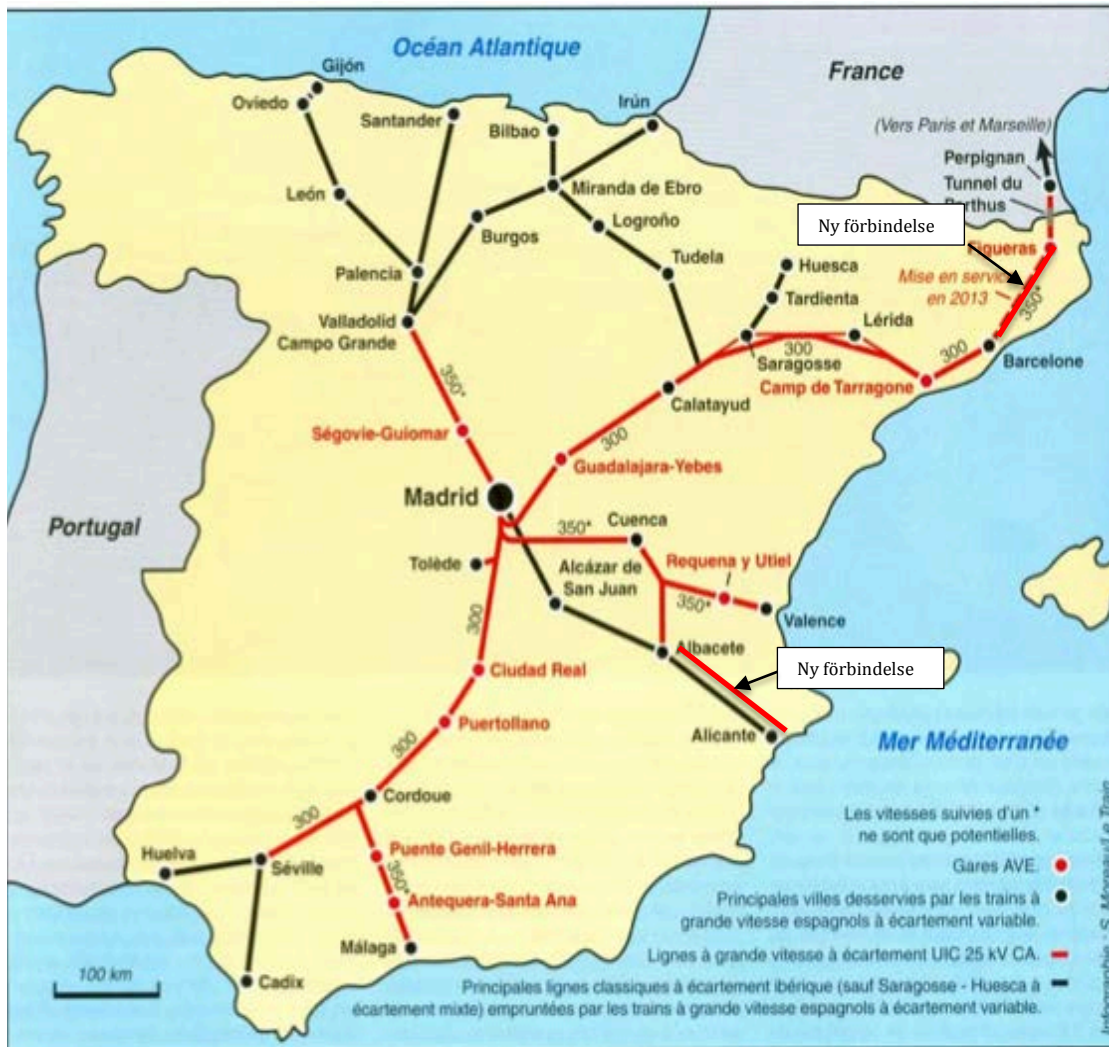 Océan Atlantique
France
Gijón
Oviedo
Santander
Bilbao
Irún
(Vers Paris et Marseille)
Perpignan
Tunnel du
Perthus
León
Miranda de Ebro
Burgos
Logroño
Ny förbindelse
Figueras
Palencia
Tudela
Huesca
Mise en service
en 2013
350*
Tardienta
Valladolid
Campo Grande
Lérida
300
Saragosse
300
Barcelone
350*
Calatayud
Camp de Tarragone
Ségovie-Guiomar
300
Guadalajara-Yebes
Madrid
Portugal
350*
Cuenca
Tolède
Alcázar de
San Juan
Requena y Utiel
350*
Valence
300
Albacete
Ny förbindelse
Ciudad Real
Puertollano
Alicante
Mer Méditerranée
300
Cordoue
Les vitesses suivies d'un *
ne sont que potentielles.
300
Huelva
Séville
Puente Genil-Herrera
Gares AVE.
350*
Antequera-Santa Ana
Principales villes desservies par les trains à
grande vitesse espagnols à écartement variable.
Málaga
Lignes à grande vitesse à écartement UIC 25 kV CA.
100 km
Cadix
Principales lignes classiques à écartement ibérique (sauf Saragosse - Huesca à
écartement mixte) empruntées par les trains à grande vitesse espagnols à écartement variable.
Infographie : S. Morenuil/Le Train